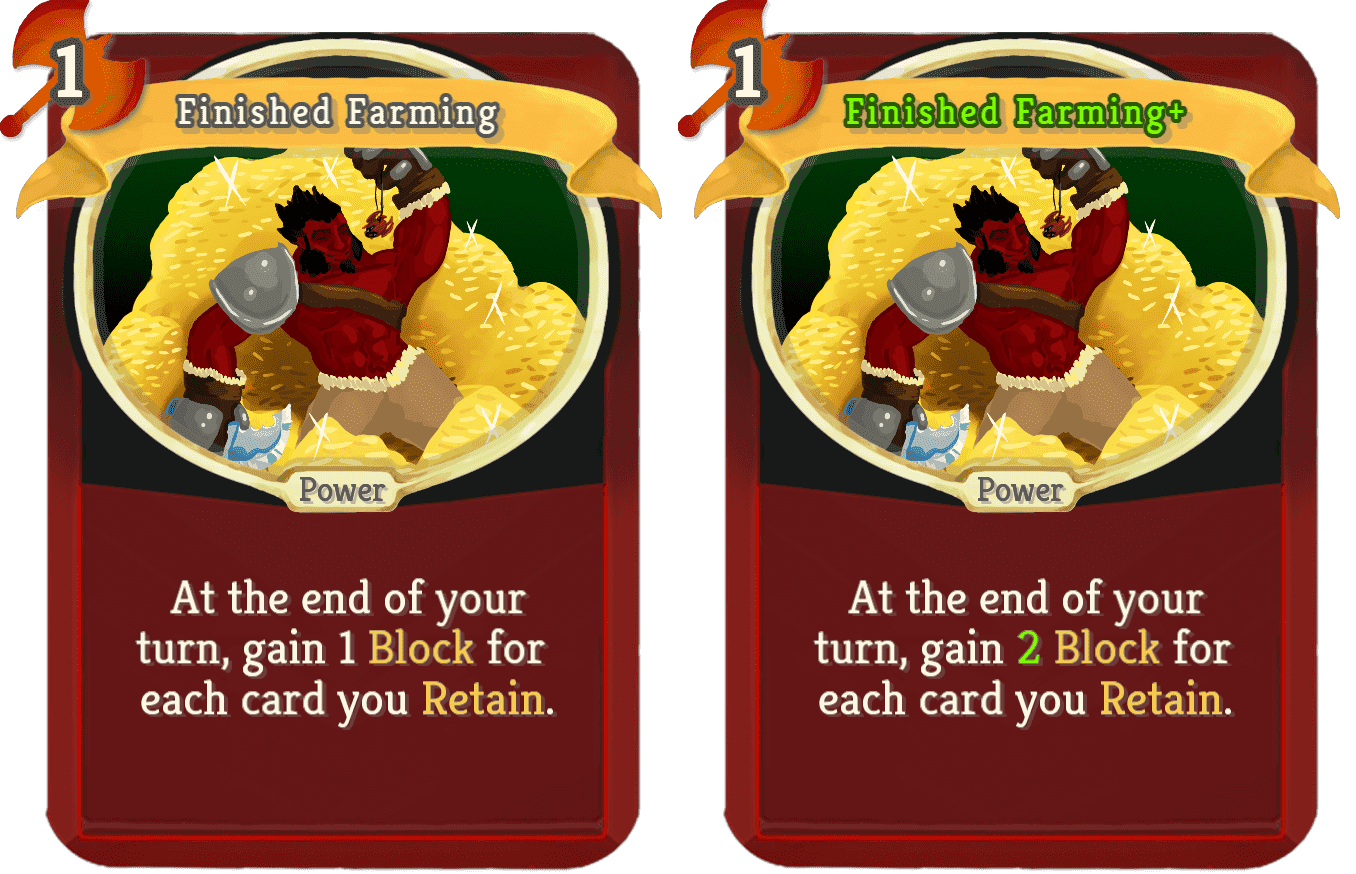 1
Finished Farming
Power
At the end of your
turn, gain 1 Block for
each card you Retain.
1
Finished Farming+
Power
At the end of your
turn, gain 2 Block for
each card you Retain.